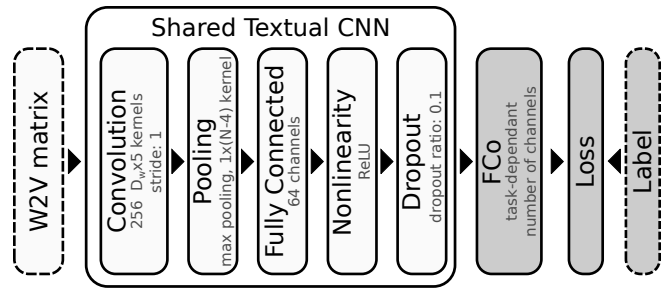 Shared Textual CNN
W2V matrix
Convolution
256 Dwx5 kernels
stride: 1
Pooling
max pooling, 1x(N-4) kernel
Fully Connected
64 channels
Nonlinearity
ReLU
Dropout
dropout ratio: 0.1
FCo
task-dependant
number of channels
Loss
Label